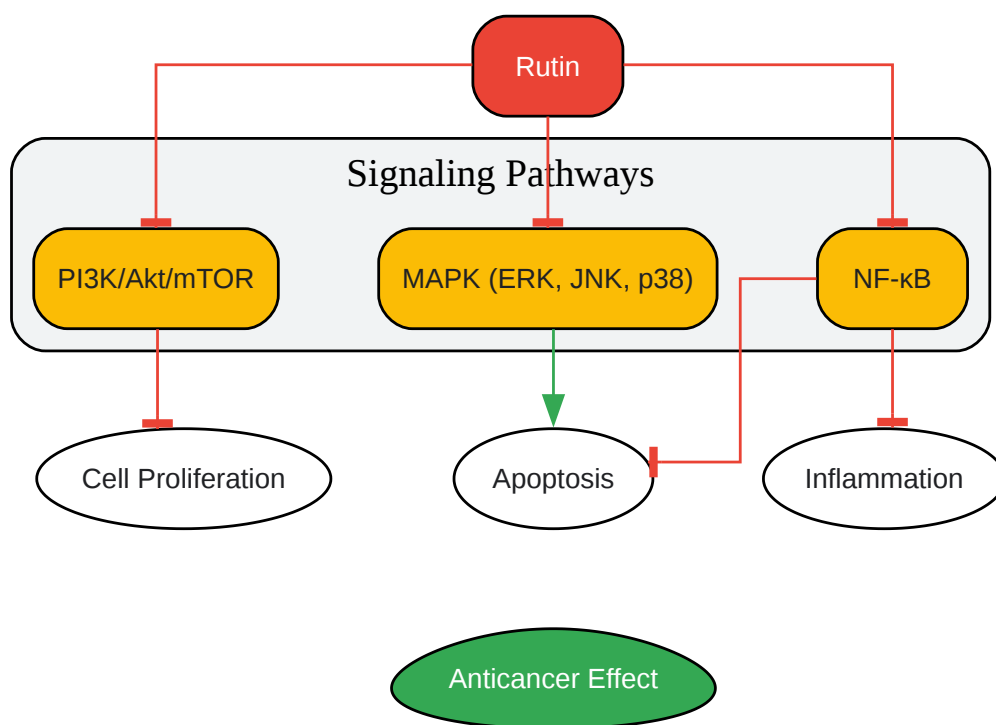 Rutin
Signaling Pathways
PI3K/Akt/mTOR
MAPK (ERK, JNK, p38)
NF-κB
Cell Proliferation
Apoptosis
Inflammation
Anticancer Effect